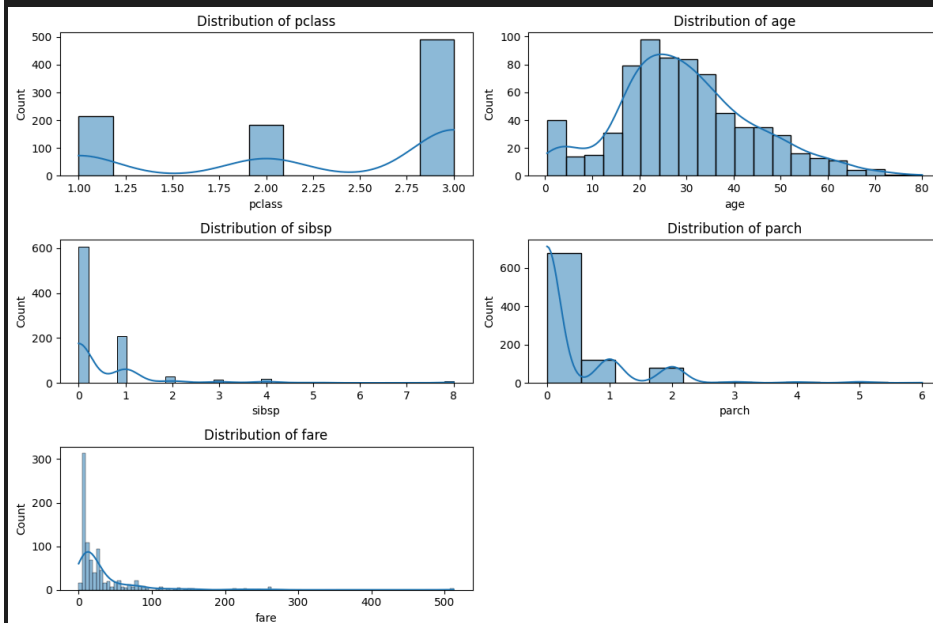 Distribution of pclass
Count
500
400
300
200
100
0
1.00 1.25 1.50 1.75 2.00 2.25 2.50 2.75 3.00
pclass
Distribution of age
Count
100
80
60
40
20
0
0 10 20 30 40 50 60 70 80
age
Distribution of sibsp
Count
600
400
200
0
0 1 2 3 4 5 6 7 8
sibsp
Distribution of parch
Count
600
400
200
0
0 1 2 3 4 5 6
parch
Distribution of fare
Count
300
200
100
0
0 100 200 300 400 500
fare